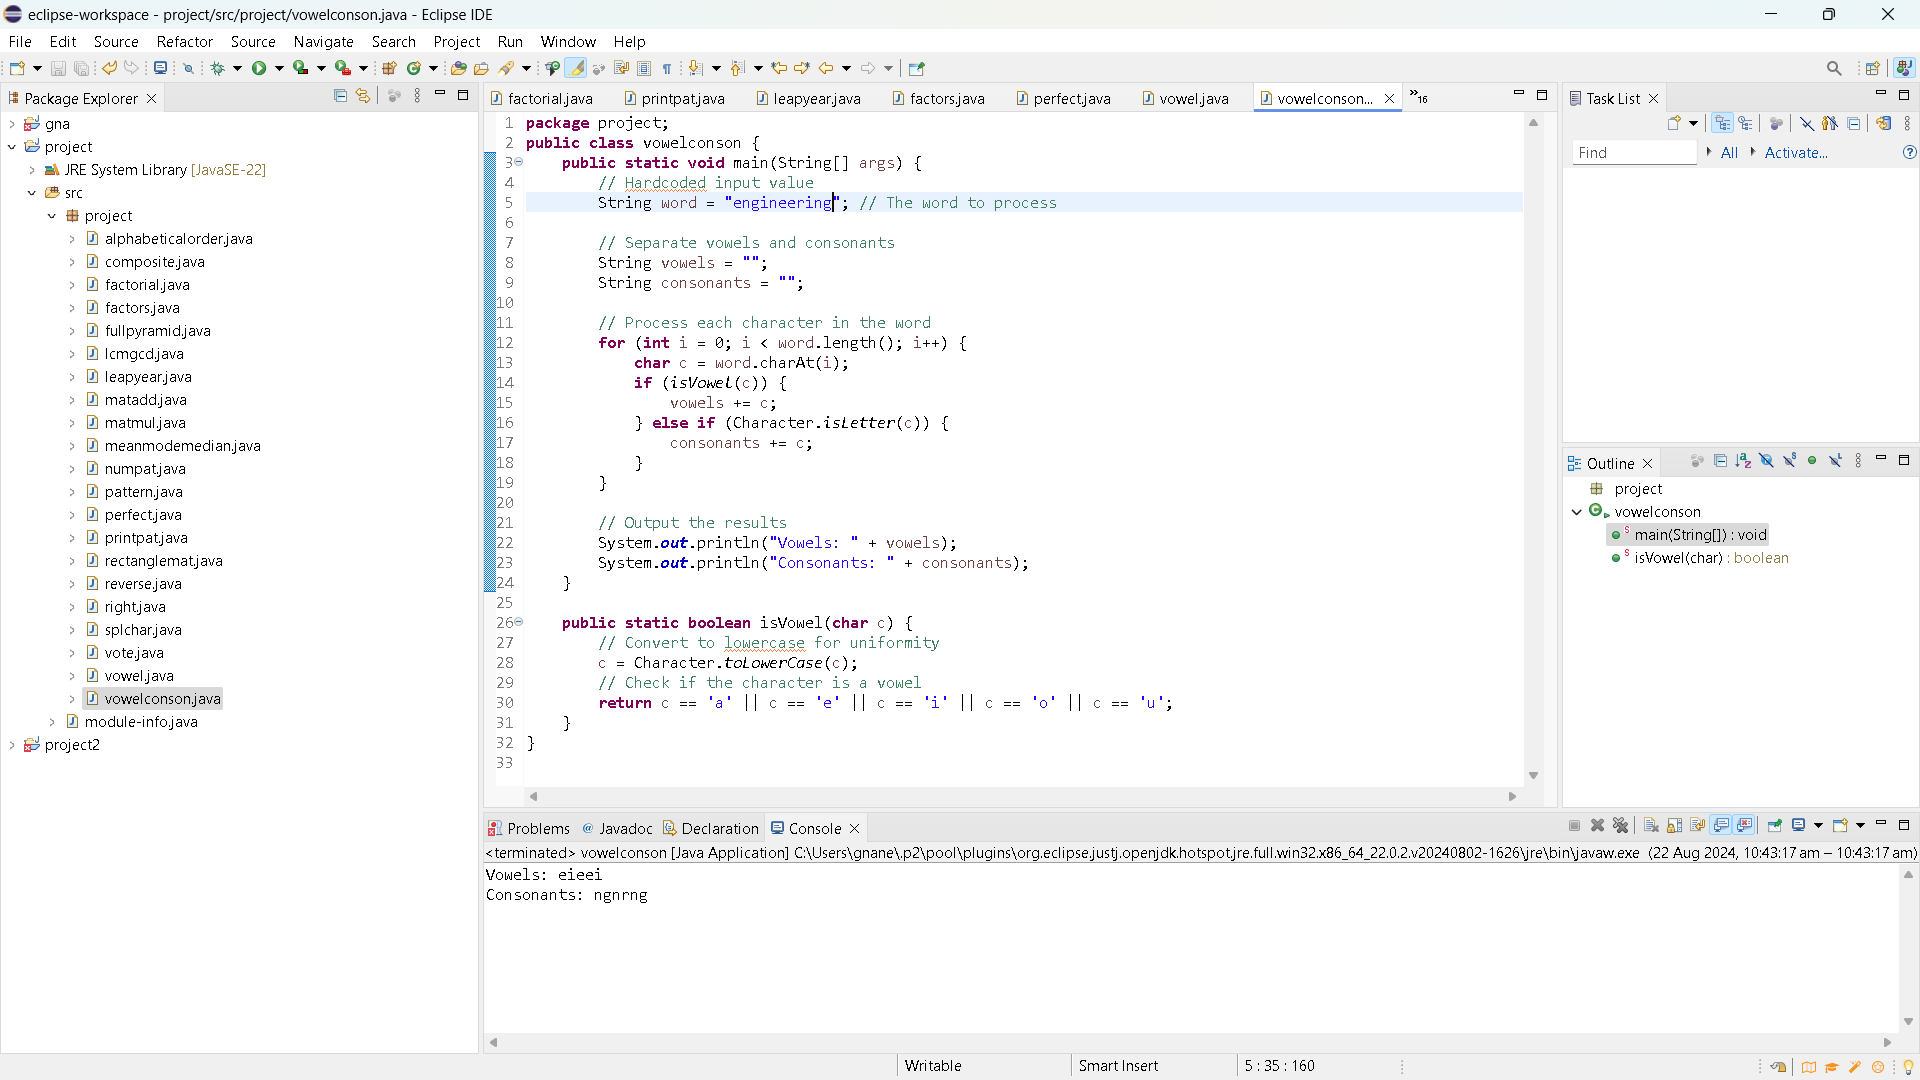 eclipse-workspace - project/src/project/vowelconson.java - Eclipse IDE
File Edit Source Refactor Source Navigate Search Project Run Window Help
Package Explorer
gna
project
JRE System Library [JavaSE-22]
src
project
alphabeticalorder.java
composite.java
factorial.java
factors.java
fullpyramid.java
lcmgcd.java
leapyear.java
matadd.java
matmul.java
meanmodemedian.java
numpat.java
pattern.java
perfect.java
printpat.java
rectanglemat.java
reverse.java
right.java
splchar.java
vote.java
vowel.java
vowelconson.java
module-info.java
project2
factorial.java printpat.java leapyear.java factors.java perfect.java vowel.java vowelconson... »16
1 package project;
2 public class vowelconson {
3     public static void main(String[] args) {
4         // Hardcoded input value
5         String word = "engineering"; // The word to process
6
7         // Separate vowels and consonants
8         String vowels = "";
9         String consonants = "";
10
11         // Process each character in the word
12         for (int i = 0; i < word.length(); i++) {
13             char c = word.charAt(i);
14             if (isVowel(c)) {
15                 vowels += c;
16             } else if (Character.isLetter(c)) {
17                 consonants += c;
18             }
19         }
20
21         // Output the results
22         System.out.println("Vowels: " + vowels);
23         System.out.println("Consonants: " + consonants);
24     }
25
26     public static boolean isVowel(char c) {
27         // Convert to lowercase for uniformity
28         c = Character.toLowerCase(c);
29         // Check if the character is a vowel
30         return c == 'a' || c == 'e' || c == 'i' || c == 'o' || c == 'u';
31     }
32 }
33
Task List
Find All Activate...
Outline
project
vowelconson
main(String[]) : void
isVowel(char) : boolean
Problems Javadoc Declaration Console
<terminated> vowelconson [Java Application] C:\Users\gnane\.p2\pool\plugins\org.eclipse.justj.openjdk.hotspot.jre.full.win32.x86_64_22.0.2.v20240802-1626\jre\bin\javaw.exe (22 Aug 2024, 10:43:17 am – 10:43:17 am)
Vowels: eieei
Consonants: ngnrng
Writable Smart Insert 5 : 35 : 160